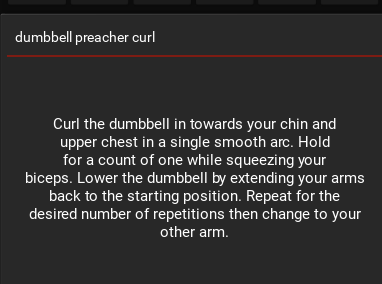 dumbbell preacher curl
Curl the dumbbell in towards your chin and
upper chest in a single smooth arc. Hold
for a count of one while squeezing your
biceps. Lower the dumbbell by extending your arms
back to the starting position. Repeat for the
desired number of repetitions then change to your
other arm.